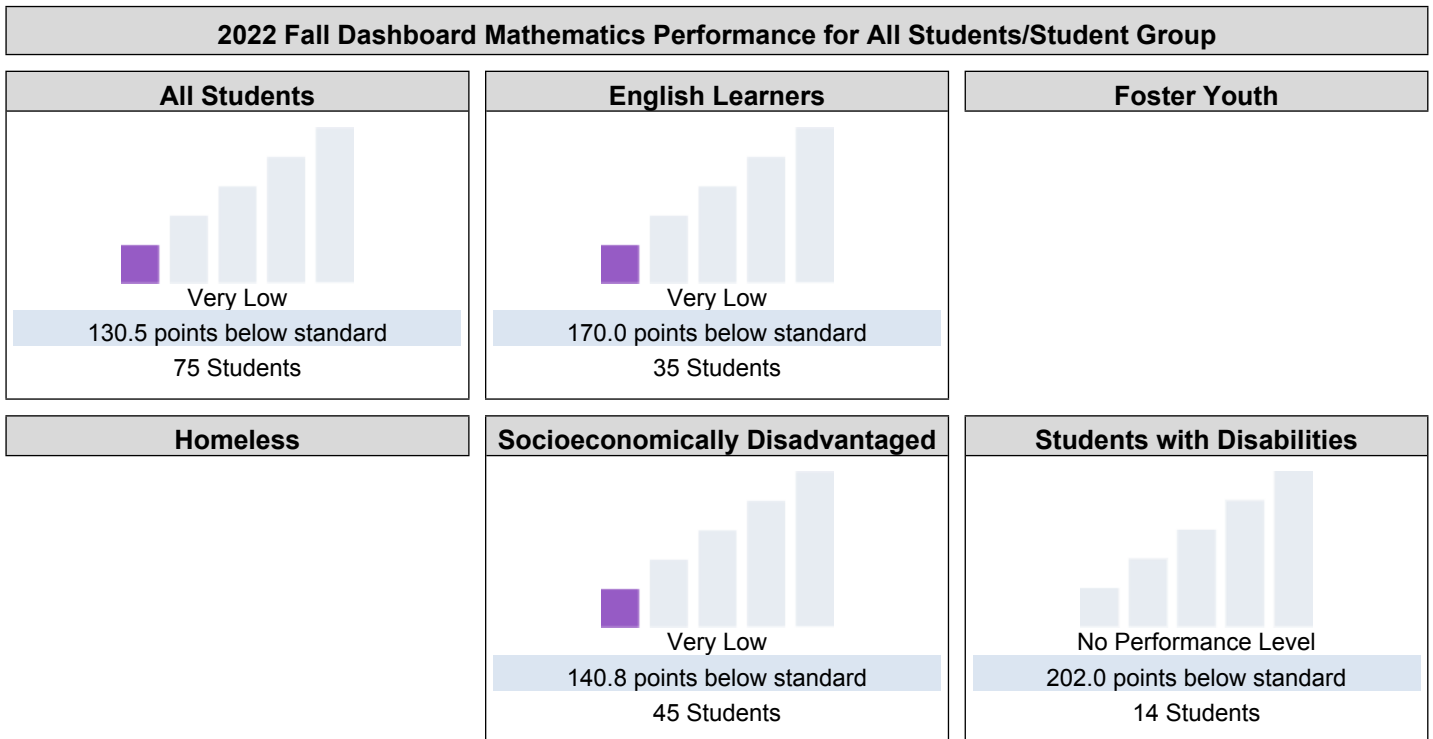 2022 Fall Dashboard Mathematics Performance for All Students/Student Group
All Students
Very Low
130.5 points below standard
75 Students
English Learners
Very Low
170.0 points below standard
35 Students
Foster Youth
Homeless
Socioeconomically Disadvantaged
Very Low
140.8 points below standard
45 Students
Students with Disabilities
No Performance Level
202.0 points below standard
14 Students